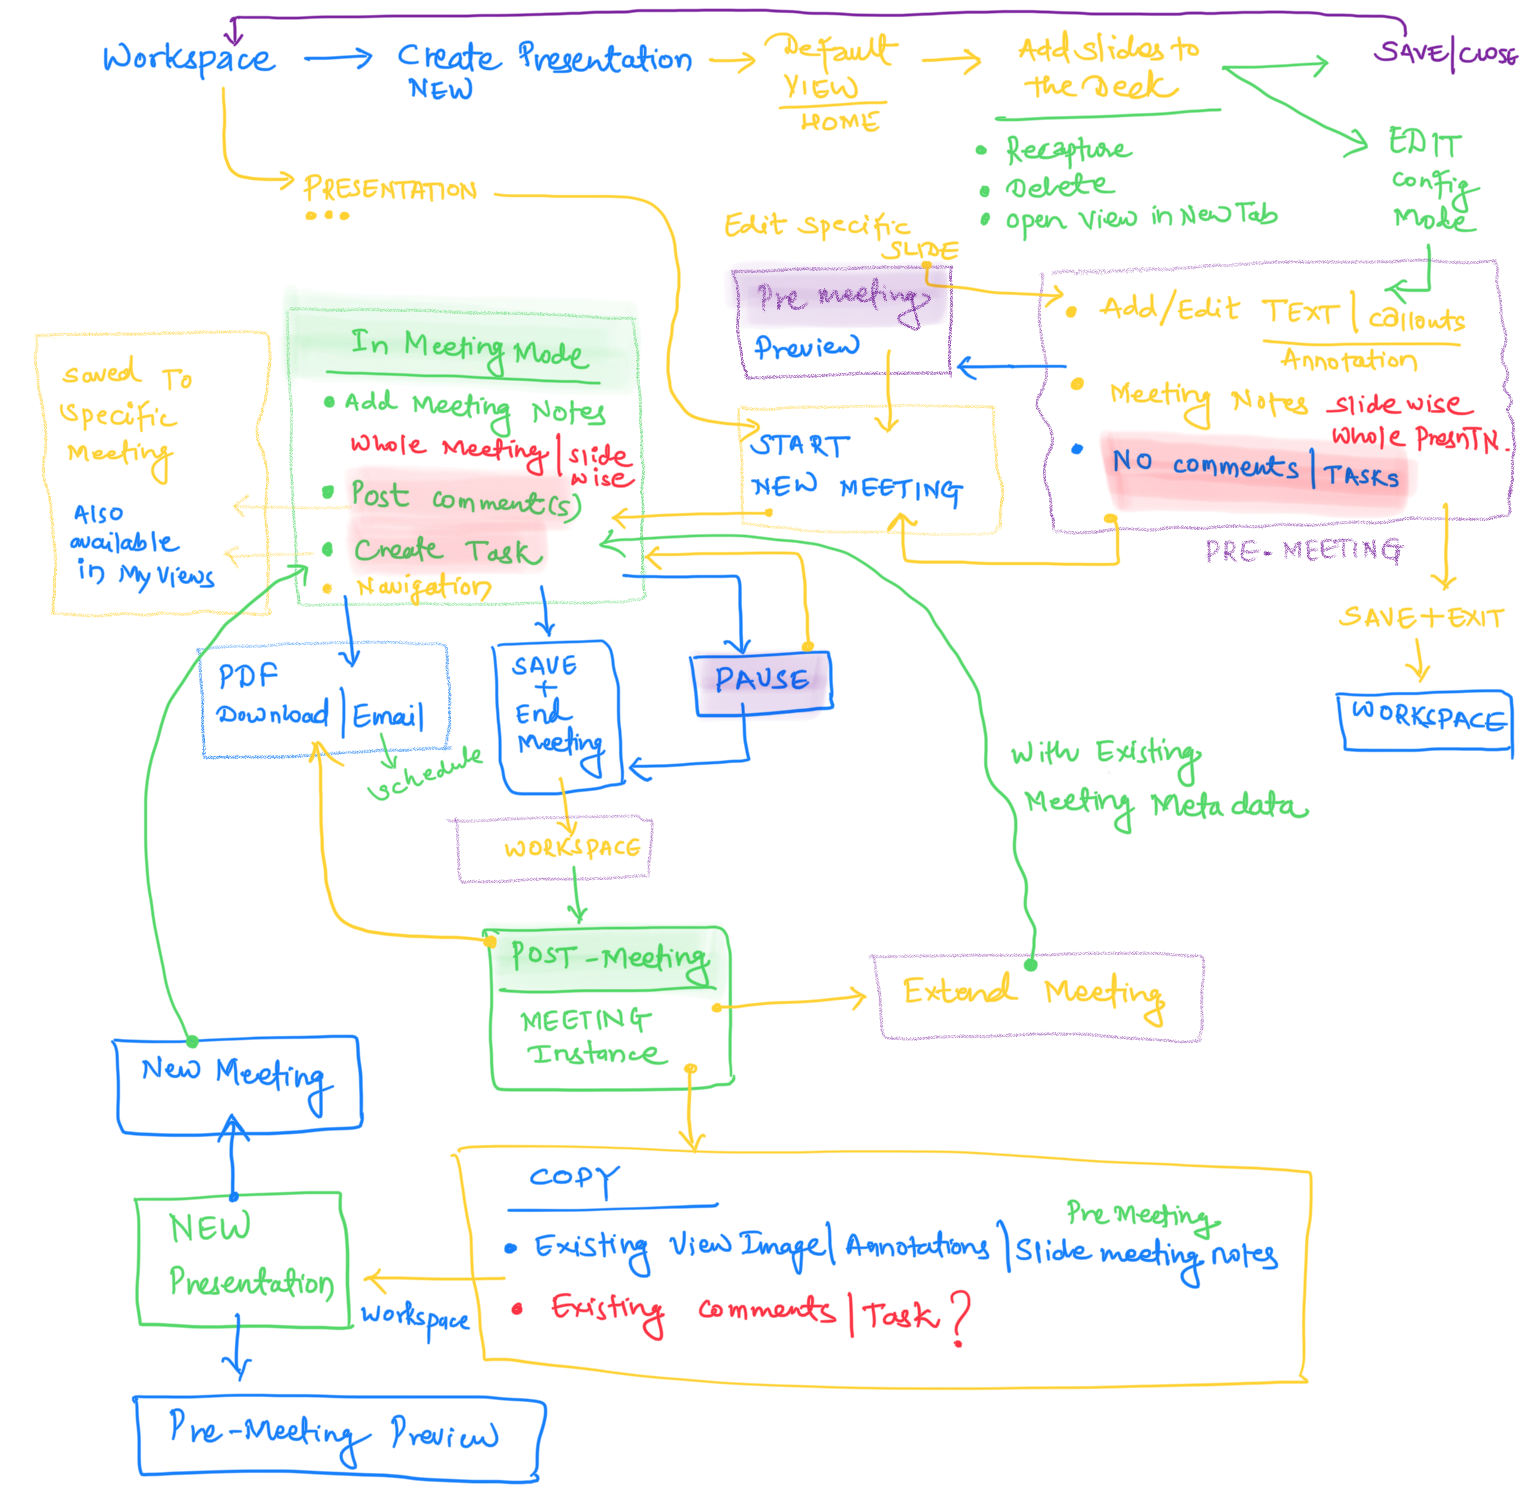 Workspace
Create Presentation
NEW
Default
VIEW
HOME
Add slides to
the Deck
SAVE/CLOSE
• Recapture
• Delete
• open view in New Tab
EDIT
config
Mode
PRESENTATION
...
Edit specific
SLIDE
Pre meeting
Preview
• Add/Edit TEXT | callouts
Annotation
• Meeting Notes slide wise
whole PresnTN.
• NO comments | TASKS
PRE-MEETING
In Meeting Mode
• Add Meeting Notes
Whole Meeting | slide
wise
• Post comment(s)
• Create Task
• Navigation
Saved To
specific
Meeting
Also
available
in MyViews
START
NEW MEETING
SAVE+EXIT
WORKSPACE
PDF
Download | Email
schedule
SAVE
+
End
Meeting
PAUSE
With Existing
Meeting Metadata
WORKSPACE
POST-Meeting
MEETING
Instance
Extend Meeting
New Meeting
NEW
Presentation
Workspace
Pre-Meeting Preview
COPY
Pre Meeting
• Existing View Image | Annotations | Slide meeting notes
• Existing comments | Task?